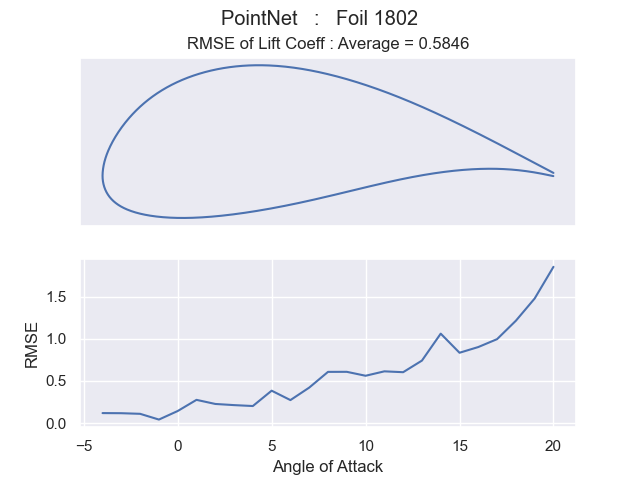 PointNet : Foil 1802
RMSE of Lift Coeff : Average = 0.5846
1.5
1.0
0.5
0.0
RMSE
−5 0 5 10 15 20
Angle of Attack